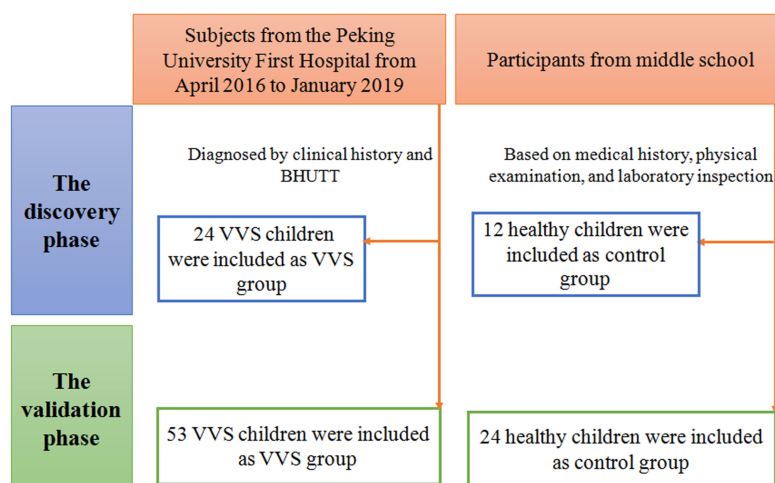 Subjects from the Peking
University First Hospital from
April 2016 to January 2019
Participants from middle school
The
discovery
phase
Diagnosed by clinical history and
BHUTT
Based on medical history, physical
examination, and laboratory inspection
24 VVS children
were included as VVS
group
12 healthy children were
included as control
group
The
validation
phase
53 VVS children were included
as VVS group
24 healthy children were included
as control group